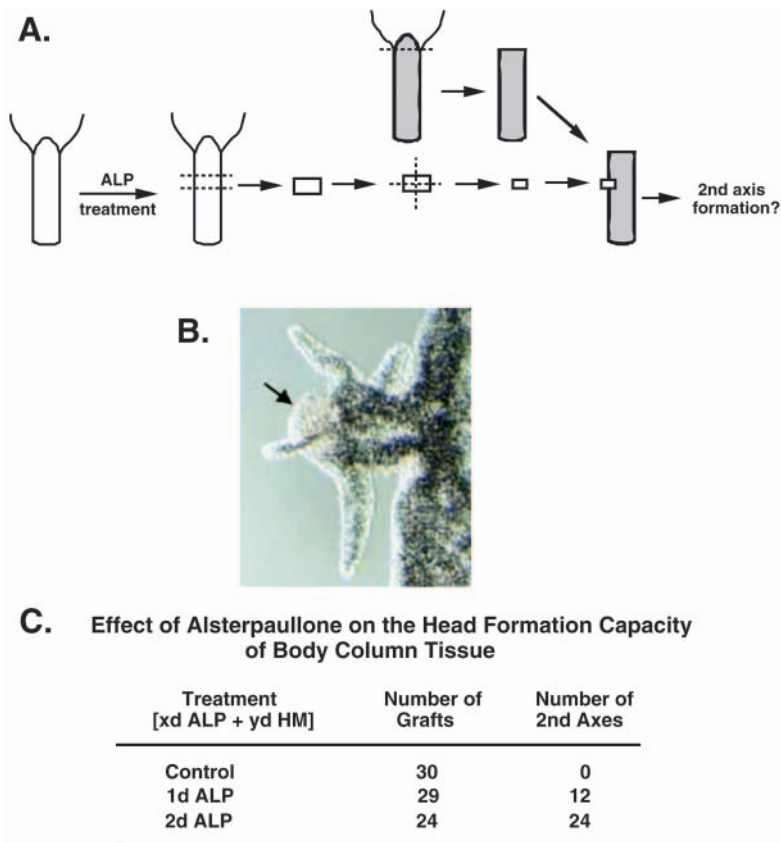 A.
ALP
treatment
2nd axis
formation?
B.
C.
Effect of Alsterpaullone on the Head Formation Capacity
of Body Column Tissue
Treatment Number of Number of
[xd ALP + yd HM] Grafts 2nd Axes
Control 30 0
1d ALP 29 12
2d ALP 24 24